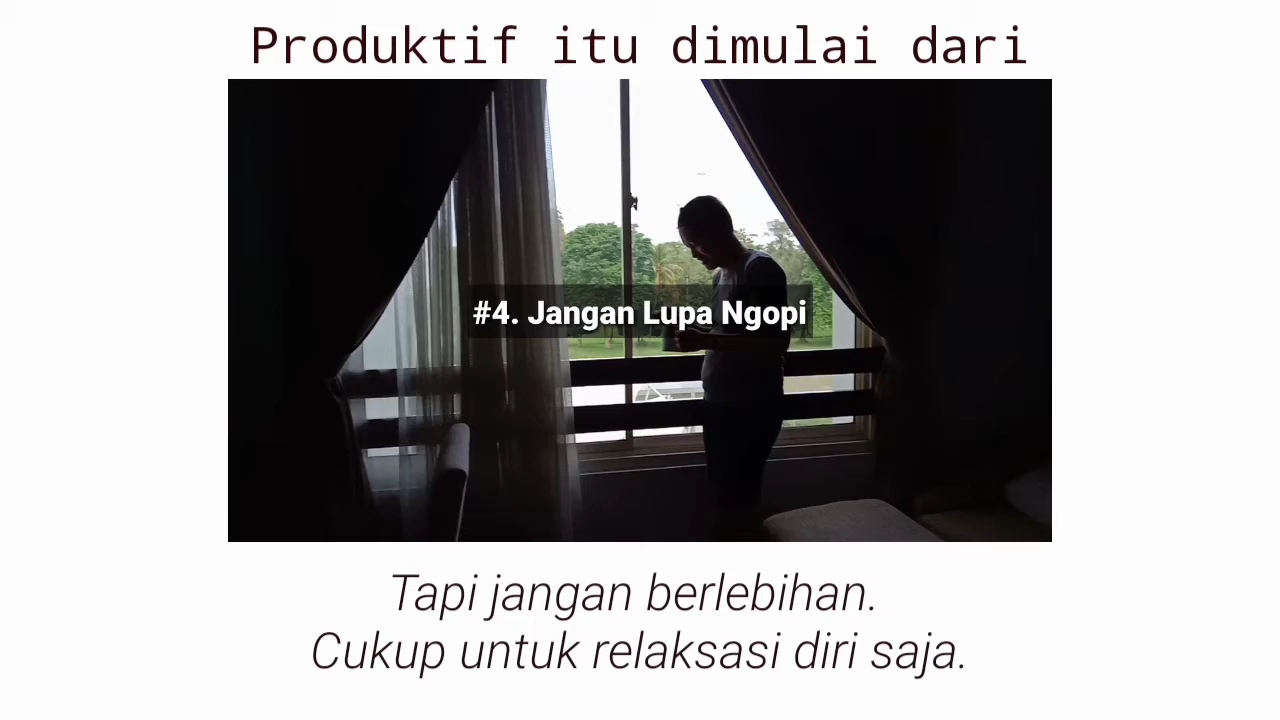 Produktif itu dimulai dari
#4. Jangan Lupa Ngopi
Tapi jangan berlebihan.
Cukup untuk relaksasi diri saja.